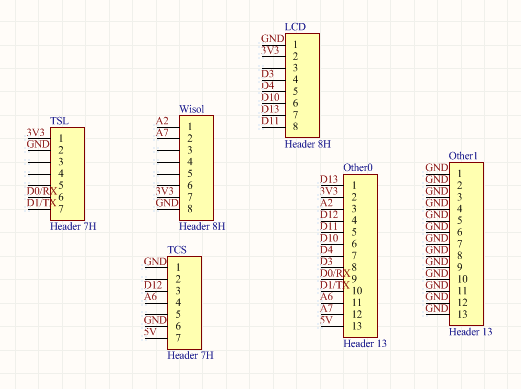 LCD
GND 1
3V3 2
3
D3 4
D4 5
D10 6
D13 7
D11 8
Header 8H
TSL
3V3 1
GND 2
3
4
5
D0/RX 6
D1/TX 7
Header 7H
Wisol
A2 1
A7 2
3
4
5
6
3V3 7
GND 8
Header 8H
TCS
GND 1
2
D12 3
A6 4
5
GND 6
5V 7
Header 7H
Other0
D13 1
3V3 2
A2 3
D12 4
D11 5
D10 6
D4 7
D3 8
D0/RX 9
D1/TX 10
A6 11
A7 12
5V 13
Header 13
Other1
GND 1
GND 2
GND 3
GND 4
GND 5
GND 6
GND 7
GND 8
GND 9
GND 10
GND 11
GND 12
GND 13
Header 13